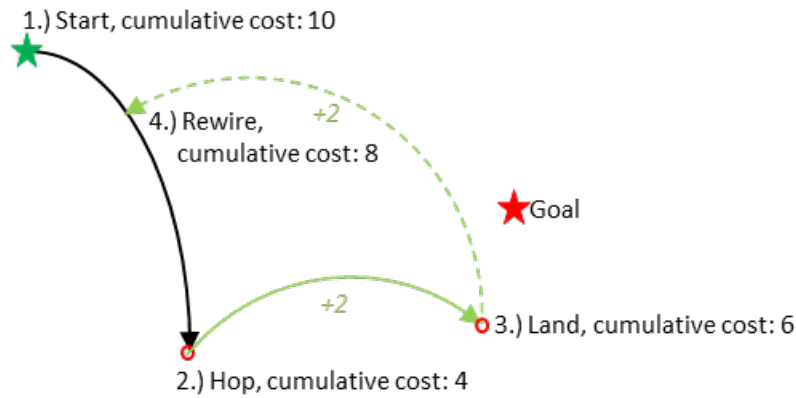 1.) Start, cumulative cost: 10
+2
4.) Rewire,
cumulative cost: 8
Goal
+2
3.) Land, cumulative cost: 6
2.) Hop, cumulative cost: 4